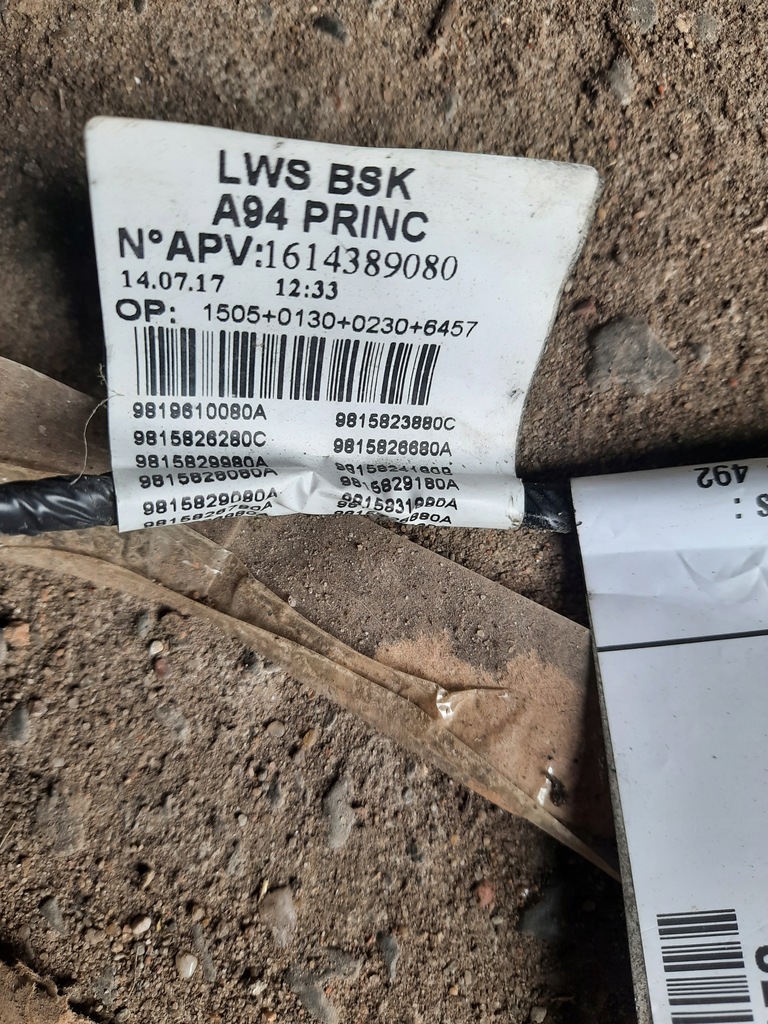 LWS BSK
A94 PRINC
N°APV:1614389080
14.07.17 12:33
OP: 1505+0130+0230+6457
9819610080A 9815823880C
9815826280C 9815826680A
9815829980A
9815828080A 9815829180A
9815829080A
492